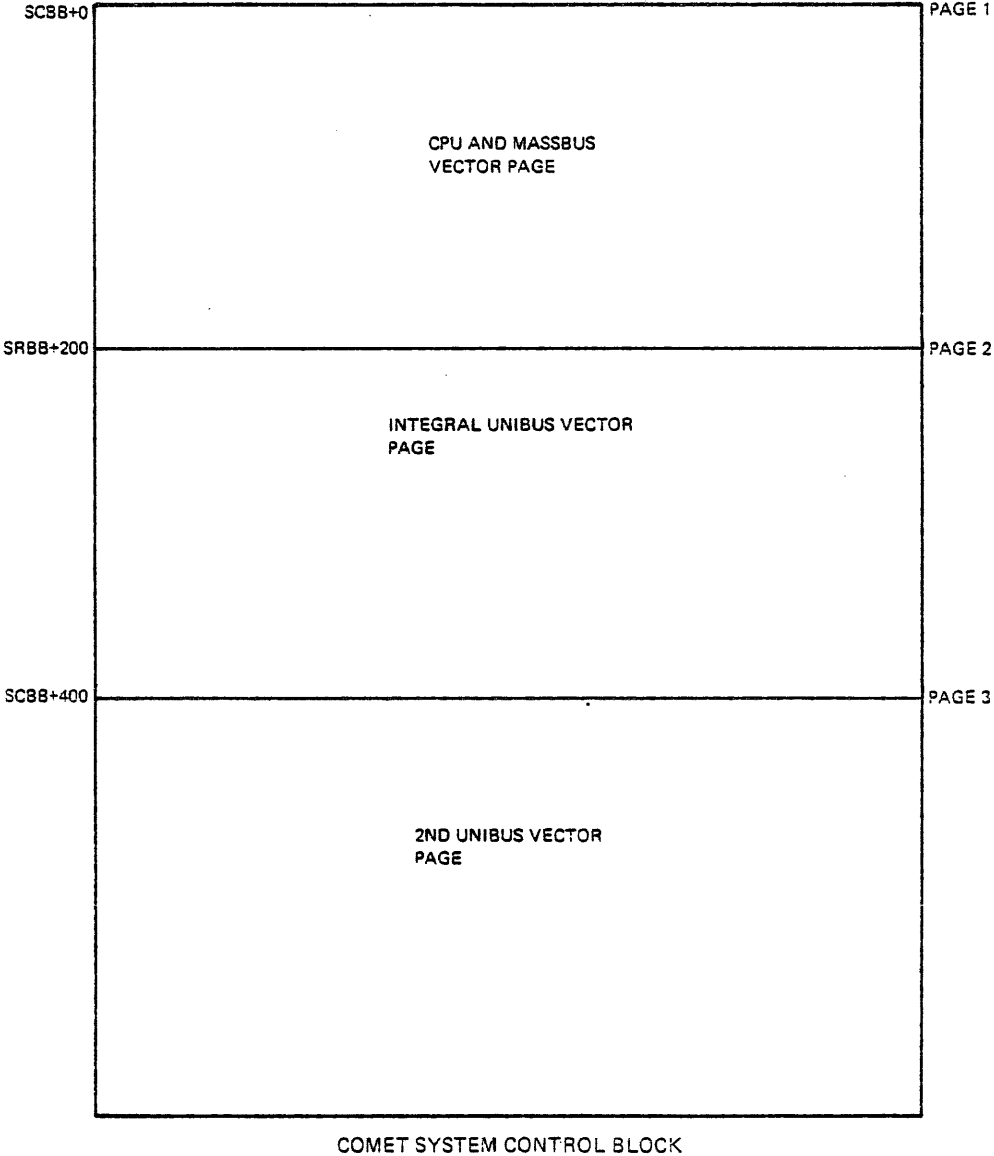 SCBB+0
PAGE 1
CPU AND MASSBUS
VECTOR PAGE
SRBB+200
PAGE 2
INTEGRAL UNIBUS VECTOR
PAGE
SCBB+400
PAGE 3
2ND UNIBUS VECTOR
PAGE
COMET SYSTEM CONTROL BLOCK